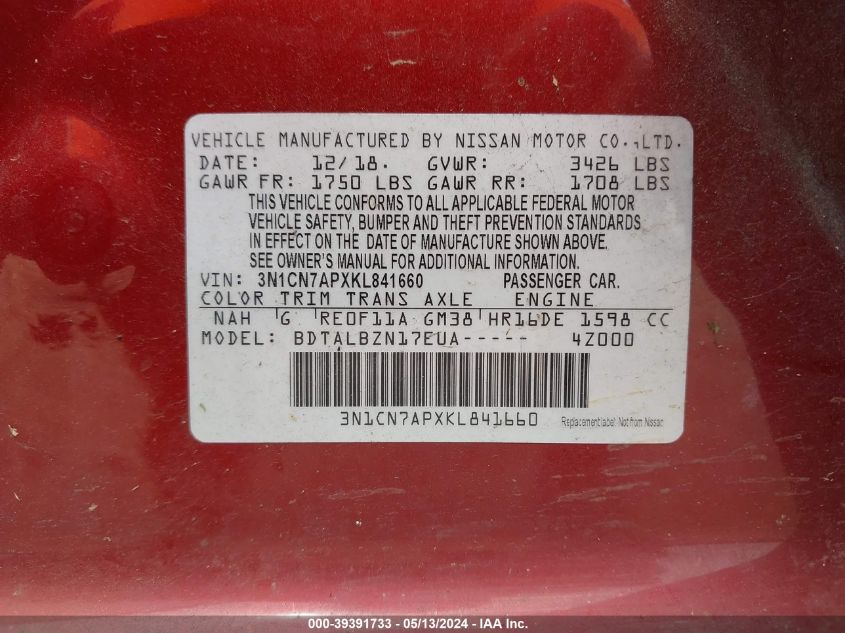 VEHICLE MANUFACTURED BY NISSAN MOTOR CO.,LTD.
DATE: 12/18. GVWR: 3426 LBS
GAWR FR: 1750 LBS GAWR RR: 1708 LBS
THIS VEHICLE CONFORMS TO ALL APPLICABLE FEDERAL MOTOR
VEHICLE SAFETY, BUMPER AND THEFT PREVENTION STANDARDS
IN EFFECT ON THE DATE OF MANUFACTURE SHOWN ABOVE.
SEE OWNER'S MANUAL FOR ADDITIONAL INFORMATION.
VIN: 3N1CN7APXKL841660 PASSENGER CAR.
COLOR TRIM TRANS AXLE ENGINE
NAH G RE0F11A GM38 HR16DE 1598 CC
MODEL: BDTALBZN17EUA----- 4Z000
3N1CN7APXKL841660
Replacement label. Not from Nissan
000-39391733 - 05/13/2024 - IAA Inc.